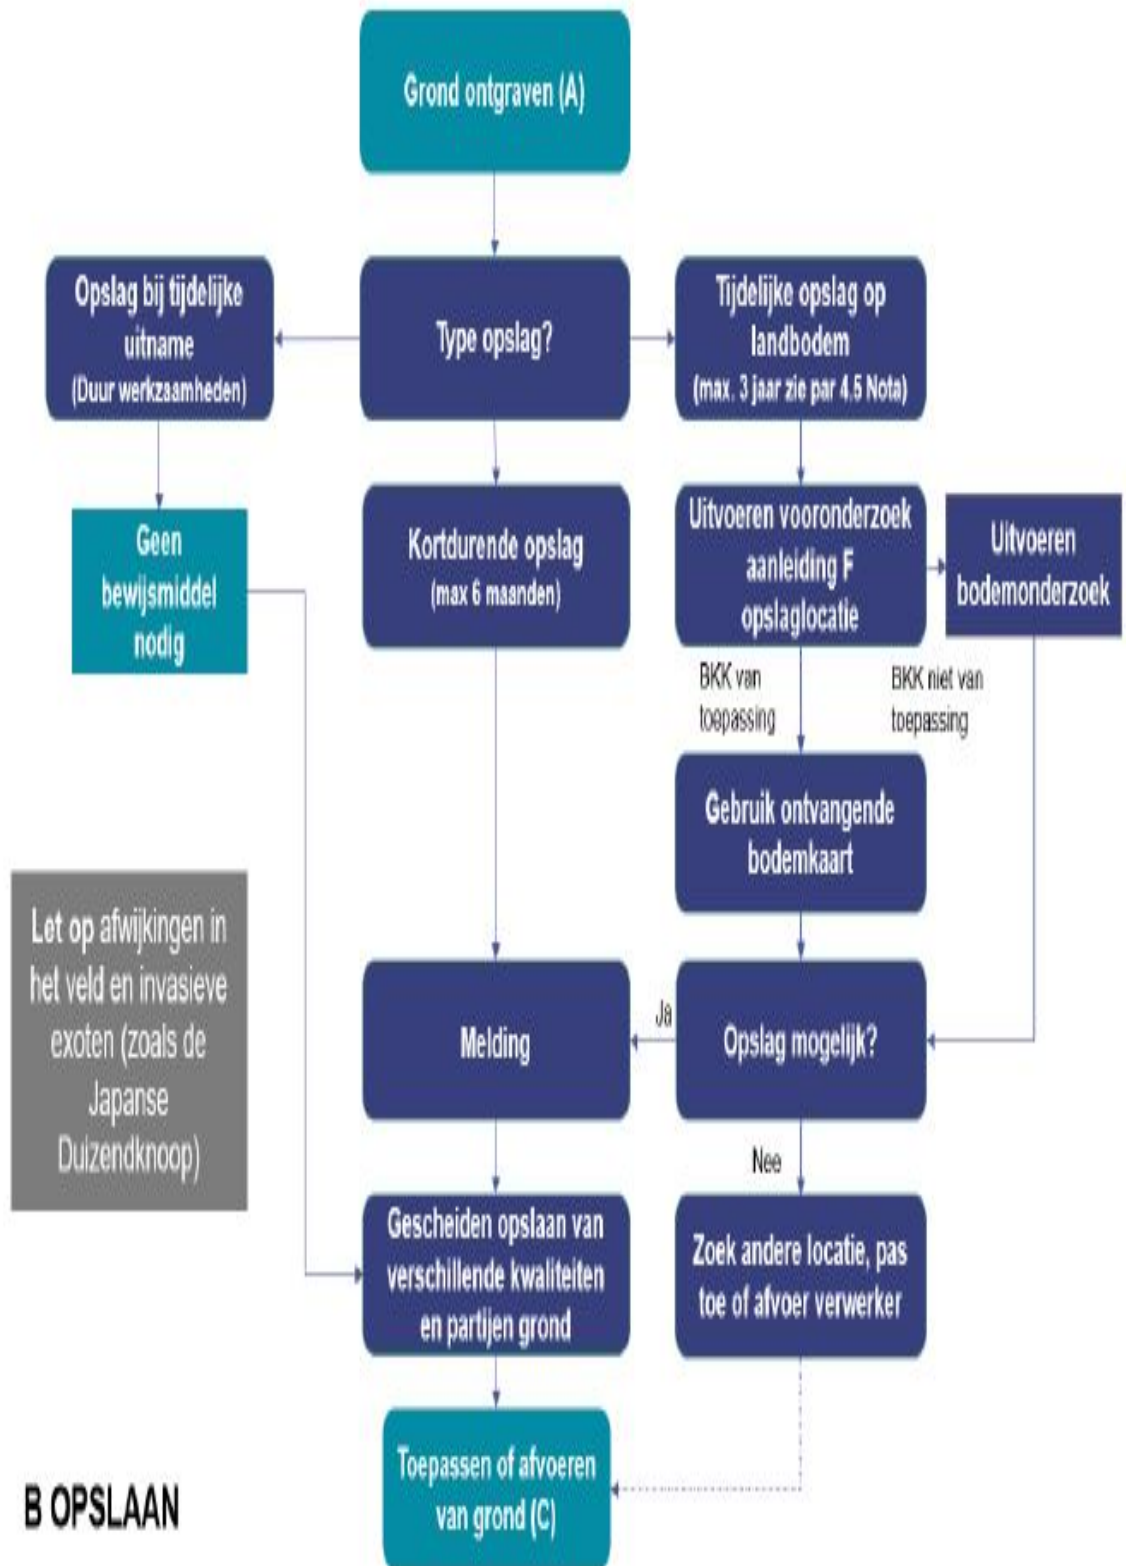 Grond ontgraven (A)
Opslag bij tijdelijke
uitname
(Duur werkzaamheden)
Type opslag?
Tijdelijke opslag op
landbodem
(max. 3 jaar zie par 4.5 Nota)
Geen
bewijsmiddel
nodig
Kortdurende opslag
(max 6 maanden)
Uitvoeren vooronderzoek
aanleiding F
opslaglocatie
Uitvoeren
bodemonderzoek
BKK van
toepassing
BKK niet van
toepassing
Gebruik ontvangende
bodemkaart
Let op afwijkingen in
het veld en invasieve
exoten (zoals de
Japanse
Duizendknoop)
Melding
Ja
Opslag mogelijk?
Nee
Gescheiden opslaan van
verschillende kwaliteiten
en partijen grond
Zoek andere locatie, pas
toe of afvoer verwerker
Toepassen of afvoeren
van grond (C)
B OPSLAAN